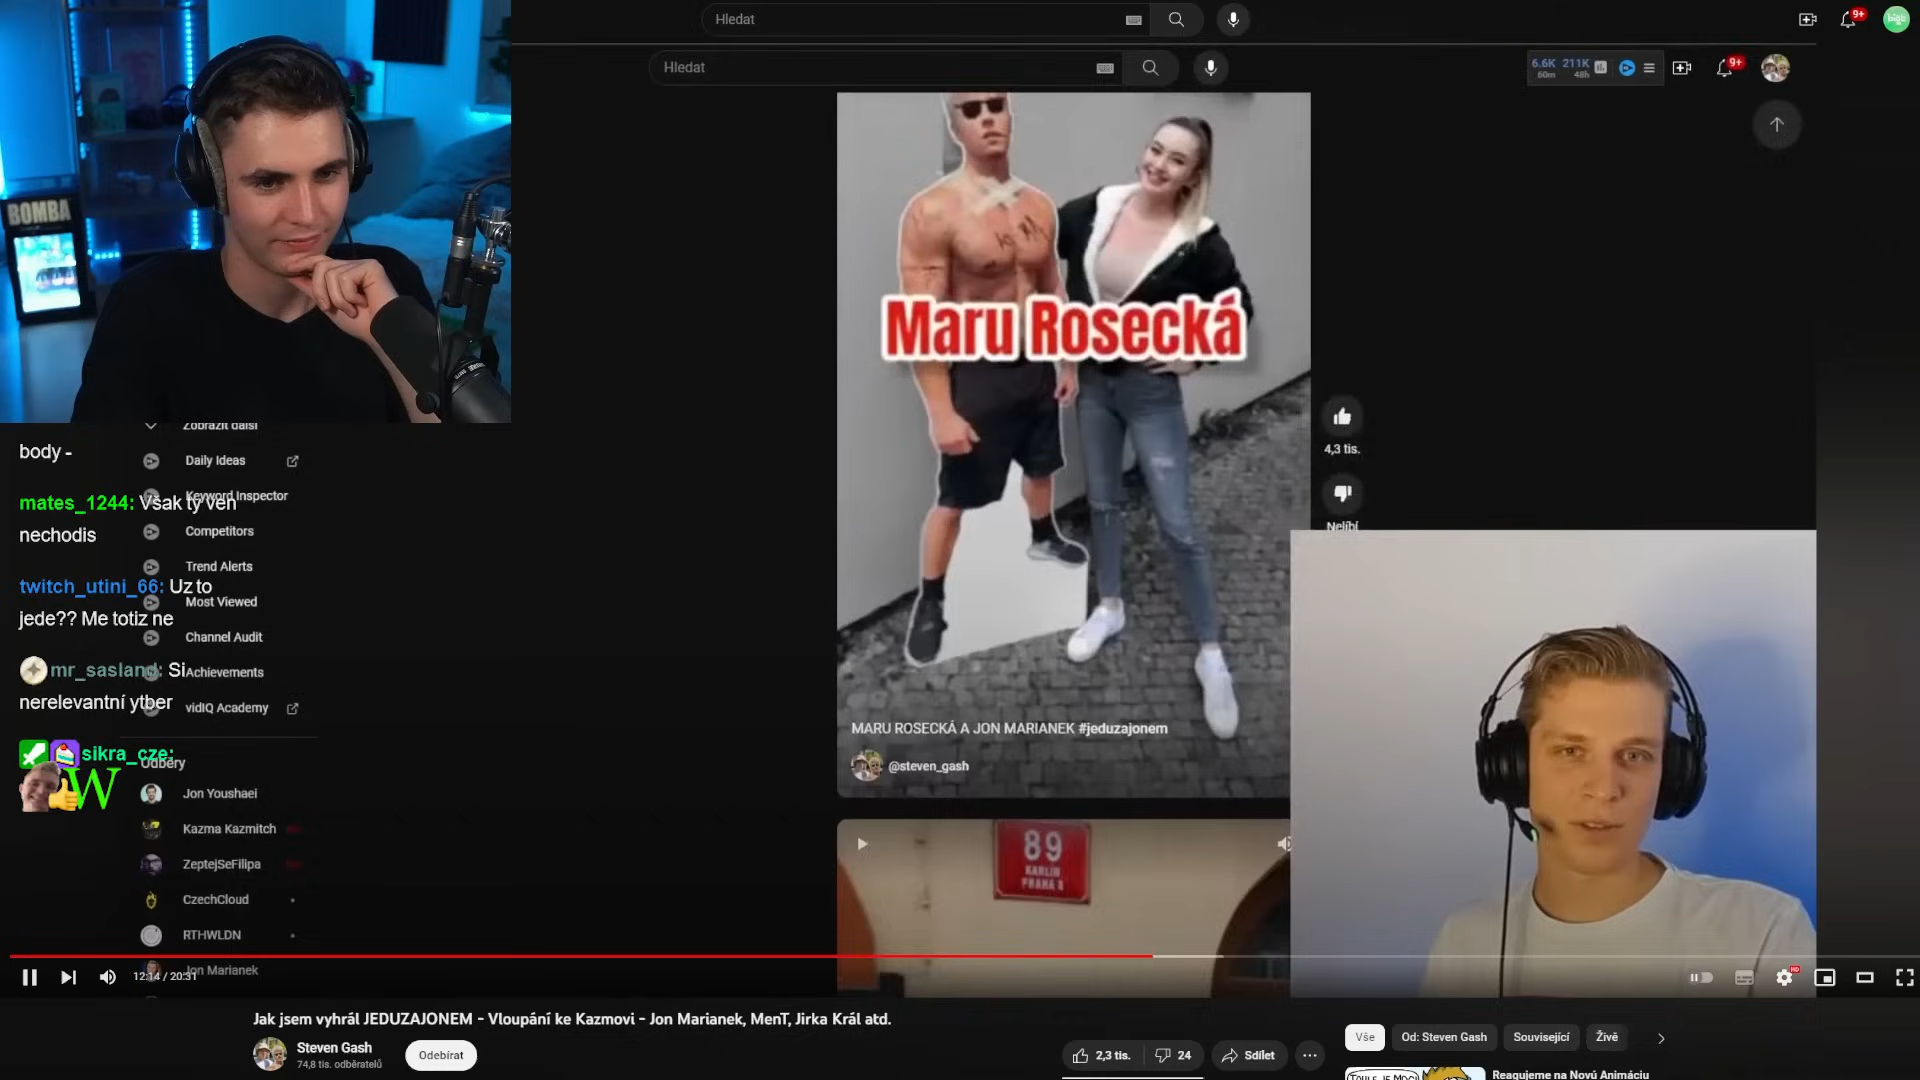 Hledat
9+
Hledat
6.6K 211K
60m 48h
9+
BOMBA
Maru Rosecká
4,3 tis.
Nelíbí
MARU ROSECKÁ A JON MARIANEK #jeduzajonem
@steven_gash
89
KARLÍN
PRAHA 8
Zobrazit další
Daily Ideas
Keyword Inspector
Competitors
Trend Alerts
Most Viewed
Channel Audit
Achievements
vidIQ Academy
Odběry
Jon Youshaei
Kazma Kazmitch
ZeptejSeFilipa
CzechCloud
RTHWLDN
Jon Marianek
body -
mates_1244: Však ty ven
nechodis
twitch_utini_66: Uz to
jede?? Me totiz ne
mr_sasland: Si
nerelevantní ytber
sikra_cze:
W
12:14 / 20:31
HD
Jak jsem vyhrál JEDUZAJONEM - Vloupání ke Kazmovi - Jon Marianek, MenT, Jirka Král atd.
Steven Gash
74,8 tis. odběratelů
Odebírat
2,3 tis.
24
Sdílet
Vše
Od: Steven Gash
Související
Živě
Reagujeme na Novú Animáciu